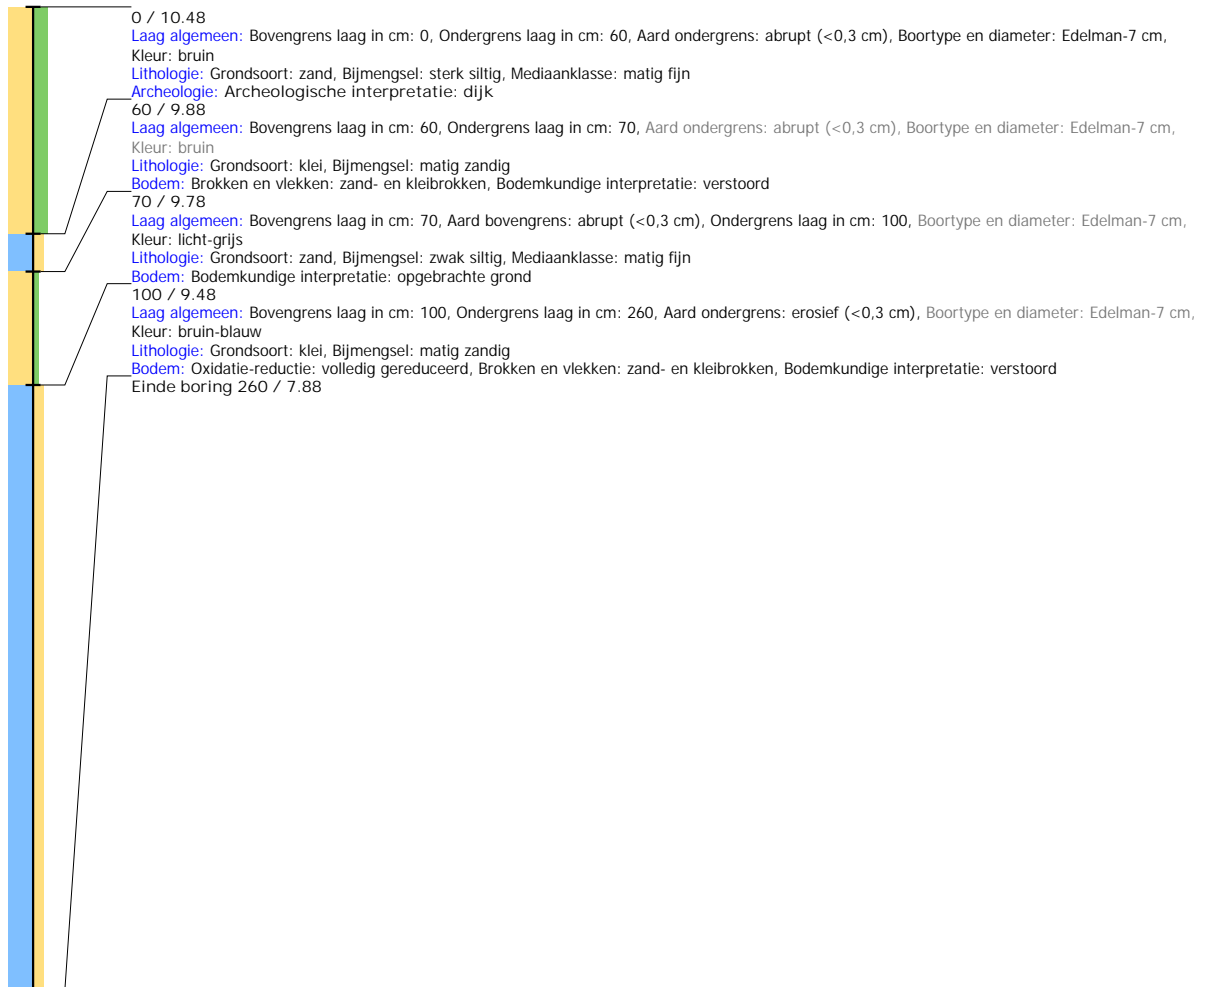 0 / 10.48
Laag algemeen: Bovengrens laag in cm: 0, Ondergrens laag in cm: 60, Aard ondergrens: abrupt (<0,3 cm), Boortype en diameter: Edelman-7 cm,
Kleur: bruin
Lithologie: Grondsoort: zand, Bijmengsel: sterk siltig, Mediaanklasse: matig fijn
Archeologie: Archeologische interpretatie: dijk
60 / 9.88
Laag algemeen: Bovengrens laag in cm: 60, Ondergrens laag in cm: 70, Aard ondergrens: abrupt (<0,3 cm), Boortype en diameter: Edelman-7 cm,
Kleur: bruin
Lithologie: Grondsoort: klei, Bijmengsel: matig zandig
Bodem: Brokken en vlekken: zand- en kleibrokken, Bodemkundige interpretatie: verstoord
70 / 9.78
Laag algemeen: Bovengrens laag in cm: 70, Aard bovengrens: abrupt (<0,3 cm), Ondergrens laag in cm: 100, Boortype en diameter: Edelman-7 cm,
Kleur: licht-grijs
Lithologie: Grondsoort: zand, Bijmengsel: zwak siltig, Mediaanklasse: matig fijn
Bodem: Bodemkundige interpretatie: opgebrachte grond
100 / 9.48
Laag algemeen: Bovengrens laag in cm: 100, Ondergrens laag in cm: 260, Aard ondergrens: erosief (<0,3 cm), Boortype en diameter: Edelman-7 cm,
Kleur: bruin-blauw
Lithologie: Grondsoort: klei, Bijmengsel: matig zandig
Bodem: Oxidatie-reductie: volledig gereduceerd, Brokken en vlekken: zand- en kleibrokken, Bodemkundige interpretatie: verstoord
Einde boring 260 / 7.88